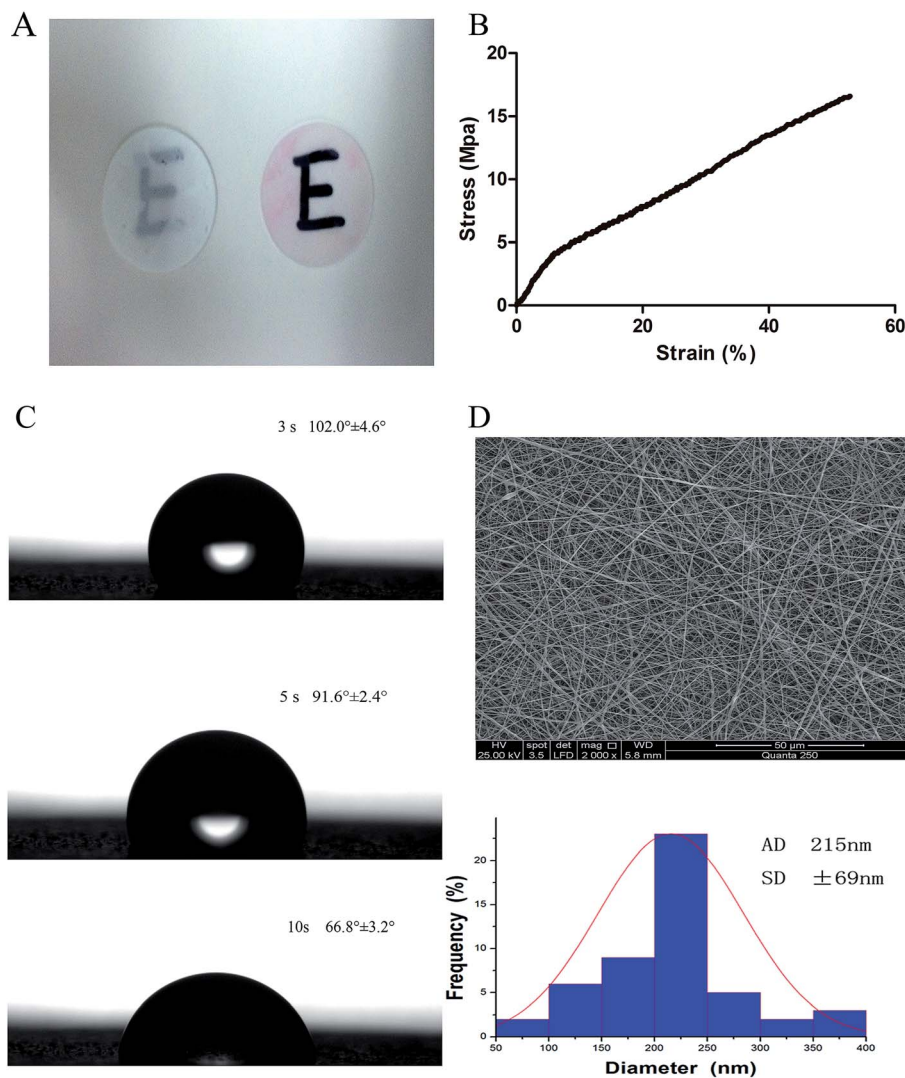 A
E E
B
20
15
10
5
0
Stress (Mpa)
0 20 40 60
Strain (%)
C
3 s 102.0°±4.6°
5 s 91.6°±2.4°
10s 66.8°±3.2°
D
HV spot det mag □ WD 50 µm
25.00 kV 3.5 LFD 2 000 x 5.8 mm Quanta 250
AD 215nm
SD ±69nm
20
15
10
5
0
Frequency (%)
50 100 150 200 250 300 350 400
Diameter (nm)